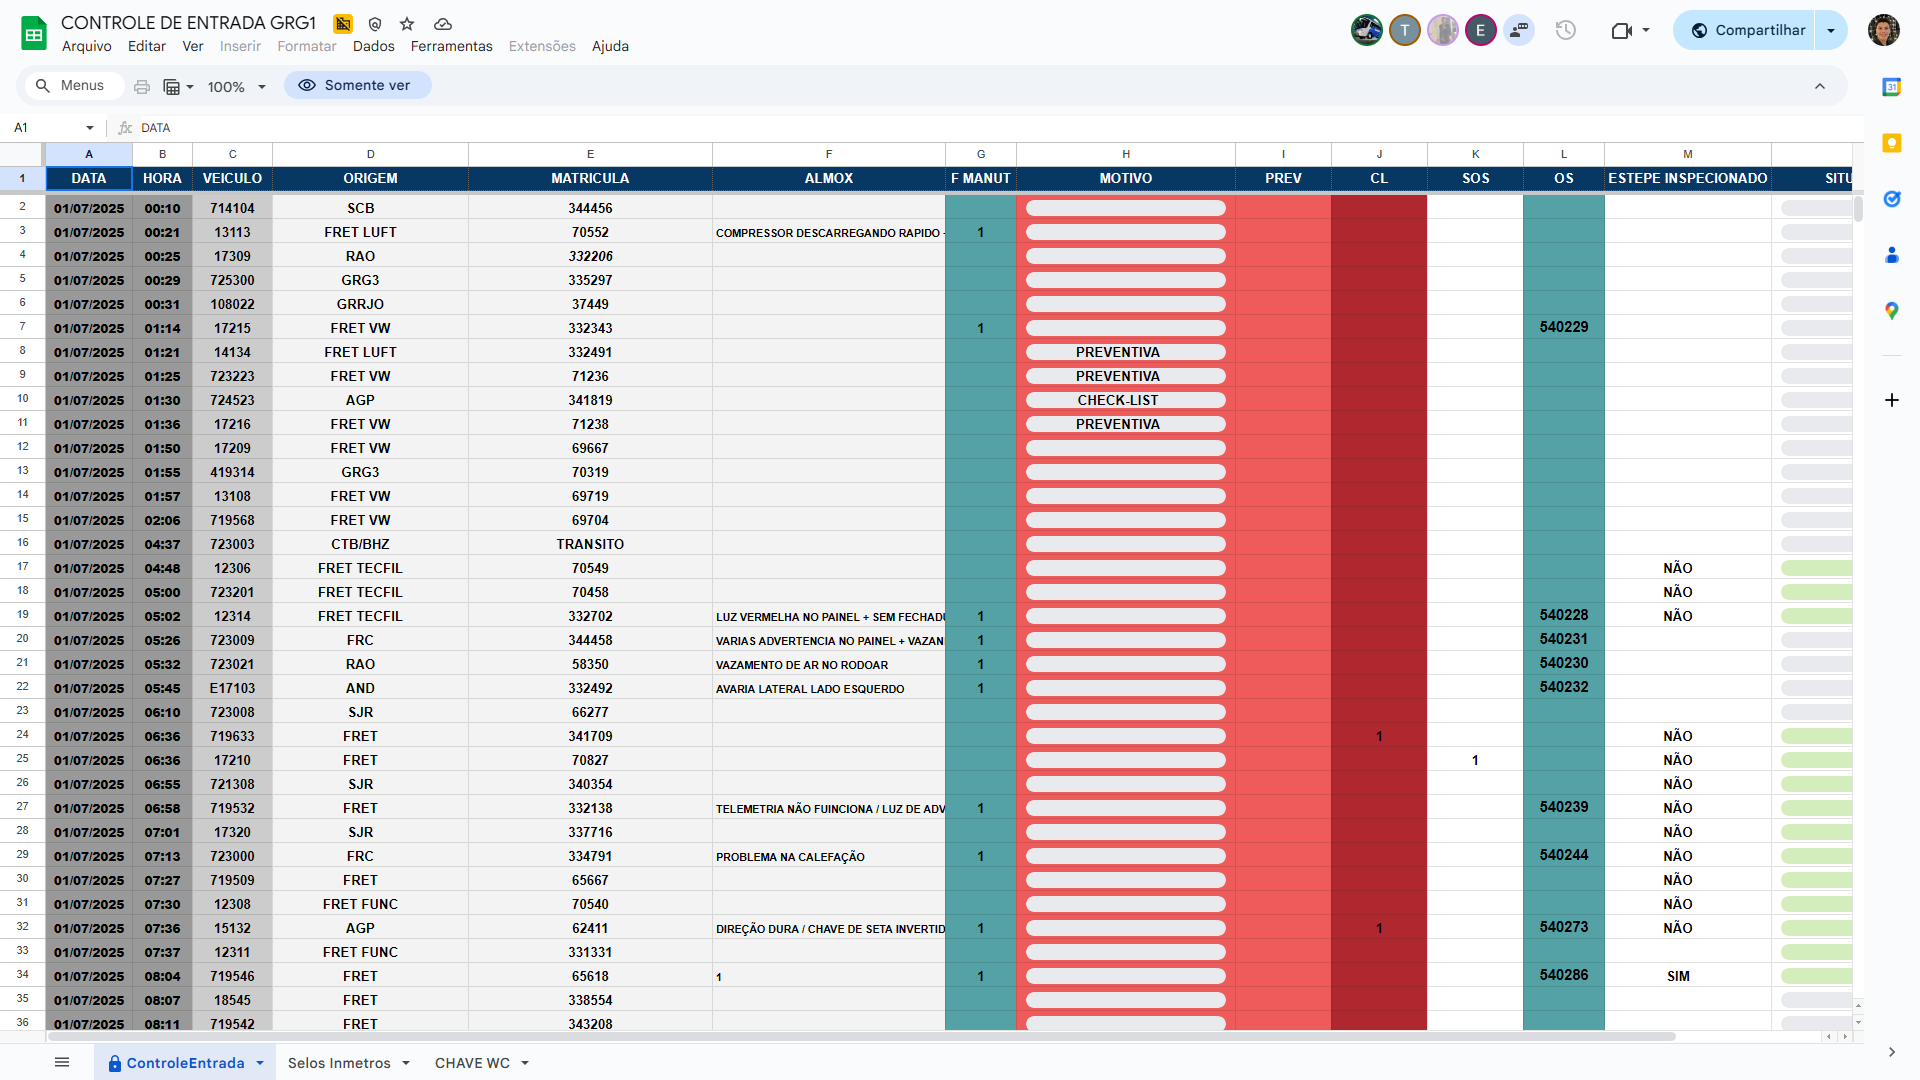 CONTROLE DE ENTRADA GRG1
Arquivo Editar Ver Inserir Formatar Dados Ferramentas Extensões Ajuda
T E Compartilhar
Menus 100% Somente ver
31
A1 fx DATA
A B C D E F G H I J K L M
1 DATA HORA VEICULO ORIGEM MATRICULA ALMOX F MANUT MOTIVO PREV CL SOS OS ESTEPE INSPECIONADO SITU
2 01/07/2025 00:10 714104 SCB 344456
3 01/07/2025 00:21 13113 FRET LUFT 70552 COMPRESSOR DESCARREGANDO RAPIDO 1
4 01/07/2025 00:25 17309 RAO 332206
5 01/07/2025 00:29 725300 GRG3 335297
6 01/07/2025 00:31 108022 GRRJO 37449
7 01/07/2025 01:14 17215 FRET VW 332343 1 540229
8 01/07/2025 01:21 14134 FRET LUFT 332491 PREVENTIVA
9 01/07/2025 01:25 723223 FRET VW 71236 PREVENTIVA
10 01/07/2025 01:30 724523 AGP 341819 CHECK-LIST
11 01/07/2025 01:36 17216 FRET VW 71238 PREVENTIVA
12 01/07/2025 01:50 17209 FRET VW 69667
13 01/07/2025 01:55 419314 GRG3 70319
14 01/07/2025 01:57 13108 FRET VW 69719
15 01/07/2025 02:06 719568 FRET VW 69704
16 01/07/2025 04:37 723003 CTB/BHZ TRANSITO
17 01/07/2025 04:48 12306 FRET TECFIL 70549 NÃO
18 01/07/2025 05:00 723201 FRET TECFIL 70458 NÃO
19 01/07/2025 05:02 12314 FRET TECFIL 332702 LUZ VERMELHA NO PAINEL + SEM FECHADU 1 540228 NÃO
20 01/07/2025 05:26 723009 FRC 344458 VARIAS ADVERTENCIA NO PAINEL + VAZAN 1 540231
21 01/07/2025 05:32 723021 RAO 58350 VAZAMENTO DE AR NO RODOAR 1 540230
22 01/07/2025 05:45 E17103 AND 332492 AVARIA LATERAL LADO ESQUERDO 1 540232
23 01/07/2025 06:10 723008 SJR 66277
24 01/07/2025 06:36 719633 FRET 341709 1 NÃO
25 01/07/2025 06:36 17210 FRET 70827 1 NÃO
26 01/07/2025 06:55 721308 SJR 340354 NÃO
27 01/07/2025 06:58 719532 FRET 332138 TELEMETRIA NÃO FUINCIONA / LUZ DE ADV 1 540239 NÃO
28 01/07/2025 07:01 17320 SJR 337716 NÃO
29 01/07/2025 07:13 723000 FRC 334791 PROBLEMA NA CALEFAÇÃO 1 540244 NÃO
30 01/07/2025 07:27 719509 FRET 65667 NÃO
31 01/07/2025 07:30 12308 FRET FUNC 70540 NÃO
32 01/07/2025 07:36 15132 AGP 62411 DIREÇÃO DURA / CHAVE DE SETA INVERTID 1 1 540273 NÃO
33 01/07/2025 07:37 12311 FRET FUNC 331331
34 01/07/2025 08:04 719546 FRET 65618 1 1 540286 SIM
35 01/07/2025 08:07 18545 FRET 338554
36 01/07/2025 08:11 719542 FRET 343208
ControleEntrada Selos Inmetros CHAVE WC